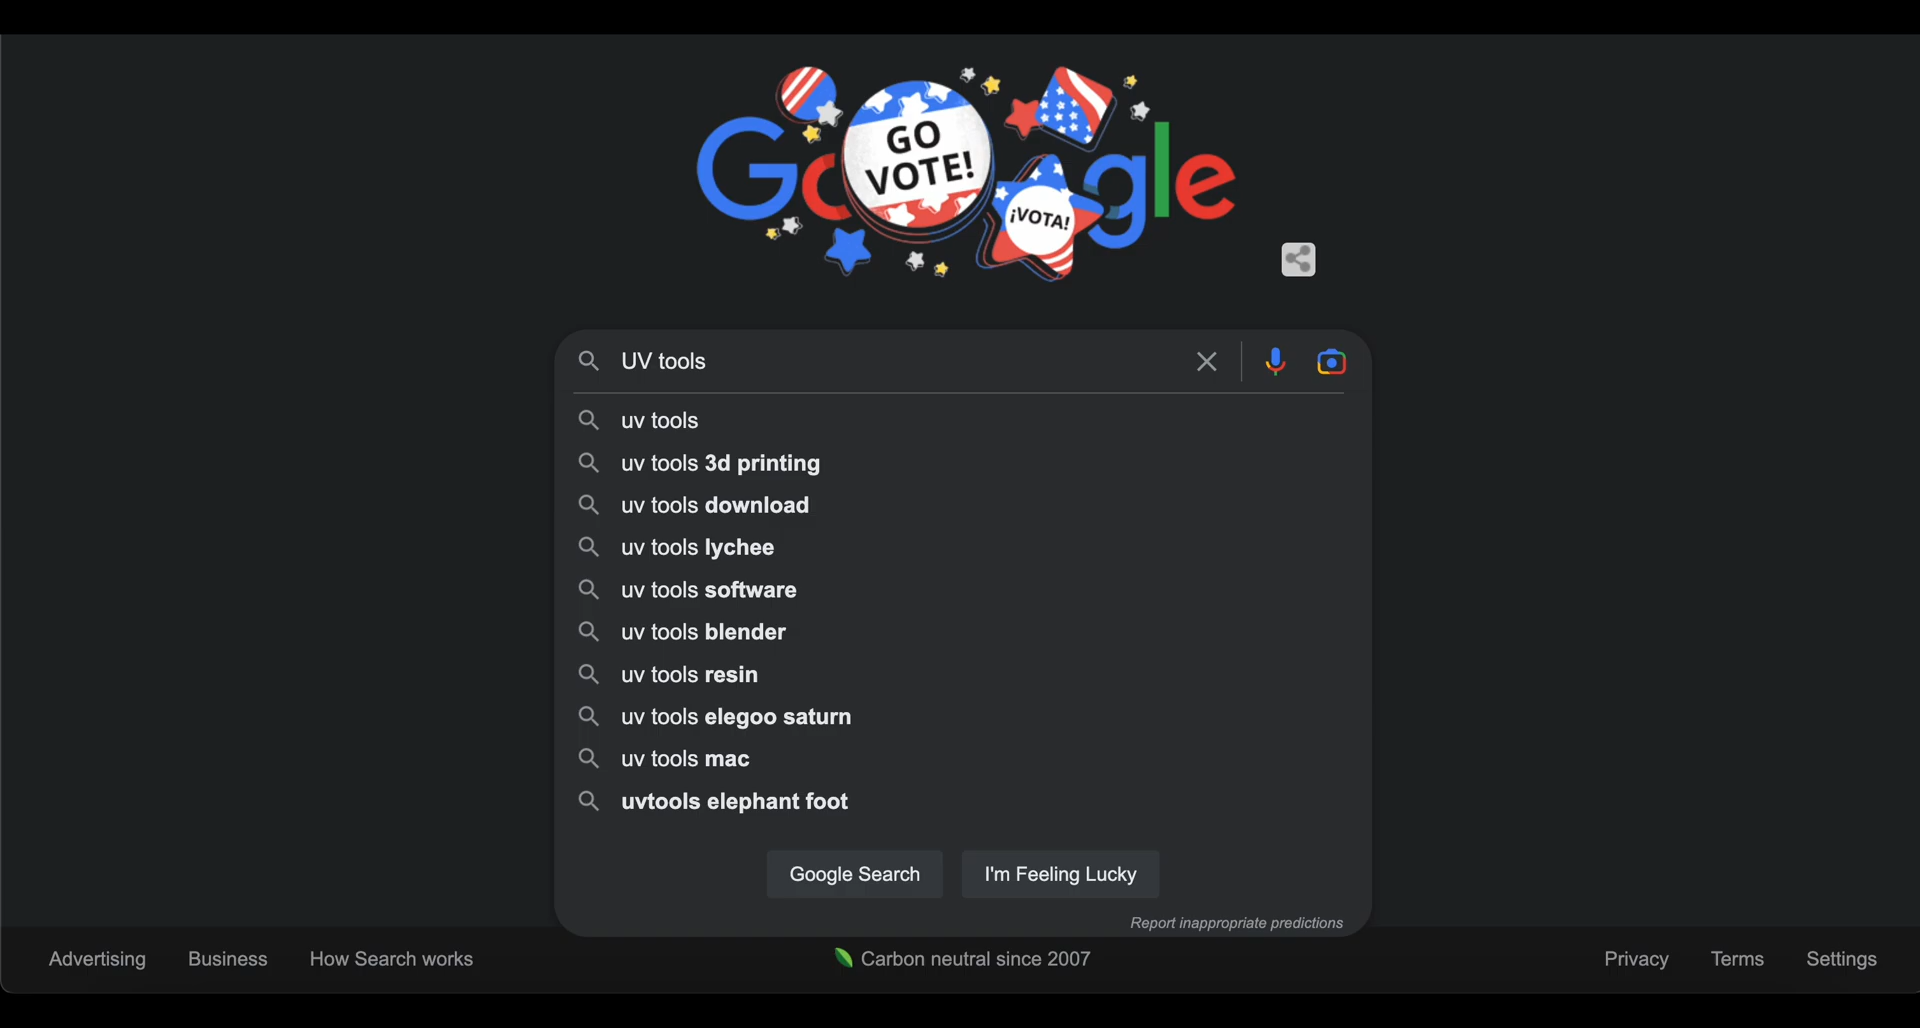 Google
GO
VOTE!
¡VOTA!
UV tools
uv tools
uv tools 3d printing
uv tools download
uv tools lychee
uv tools software
uv tools blender
uv tools resin
uv tools elegoo saturn
uv tools mac
uvtools elephant foot
Google Search I'm Feeling Lucky
Report inappropriate predictions
Advertising Business How Search works Carbon neutral since 2007 Privacy Terms Settings